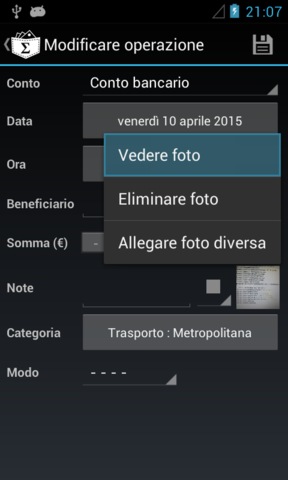 21:07
Modificare operazione
Conto
Conto bancario
Data
venerdì 10 aprile 2015
Ora
Vedere foto
Eliminare foto
Allegare foto diversa
Beneficiario
Somma (€)
-
Note
Categoria
Trasporto : Metropolitana
Modo
- - - -